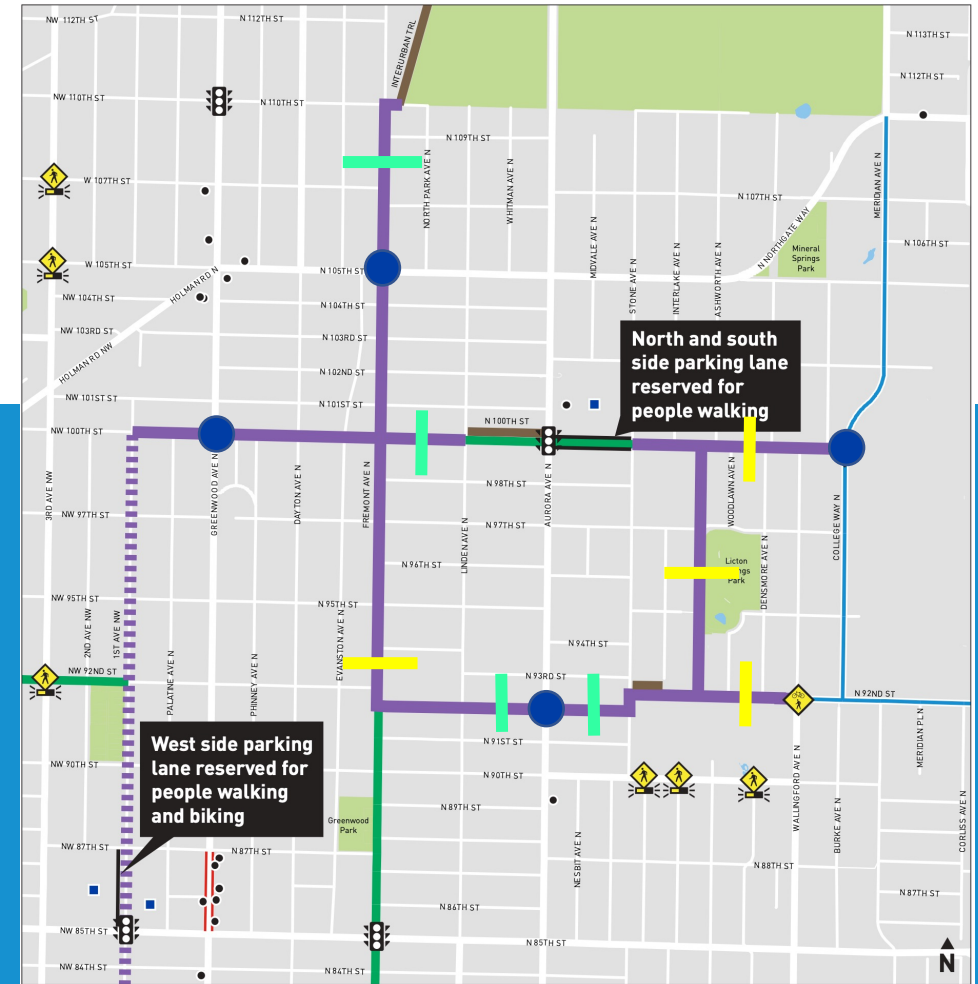 NW 112TH ST
N 112TH ST
INTERURBAN TRL
N 113TH ST
N 112TH ST
NW 110TH ST
N 110TH ST
N 109TH ST
NORTH PARK AVE N
WHITMAN AVE N
MERIDIAN AVE N
W 107TH ST
N 107TH ST
N NORTHGATE WAY
MIDVALE AVE N
STONE AVE N
INTERLAKE AVE N
ASHWORTH AVE N
Mineral
Springs
Park
N 106TH ST
W 105TH ST
N 105TH ST
HOLMAN RD N
NW 104TH ST
N 104TH ST
NW 103RD ST
N 103RD ST
HOLMAN RD NW
N 102ND ST
North and south
side parking lane
reserved for
people walking
NW 101ST ST
N 101ST ST
NW 100TH ST
N 100TH ST
3RD AVE NW
GREENWOOD AVE N
DAYTON AVE N
FREMONT AVE N
AURORA AVE N
WOODLAWN AVE N
COLLEGE WAY N
N 98TH ST
NW 97TH ST
N 97TH ST
LINDEN AVE N
N 96TH ST
Park
DENSMORE AVE N
Licton
NW 95TH ST
N 95TH ST
2ND AVE NW
1ST AVE NW
EVANSTON AVE N
N 94TH ST
PALATINE AVE N
PHINNEY AVE N
NW 92ND ST
N 93RD ST
N 92ND ST
MERIDIAN PL N
West side parking
lane reserved for
people walking
and biking
N 91ST ST
NW 90TH ST
N 90TH ST
WALLINGFORD AVE N
BURKE AVE N
CORLISS AVE N
Greenwood
Park
N 89TH ST
NESBIT AVE N
NW 87TH ST
N 87TH ST
N 88TH ST
N 87TH ST
N 86TH ST
NW 85TH ST
N 85TH ST
NW 84TH ST
N 84TH ST
N